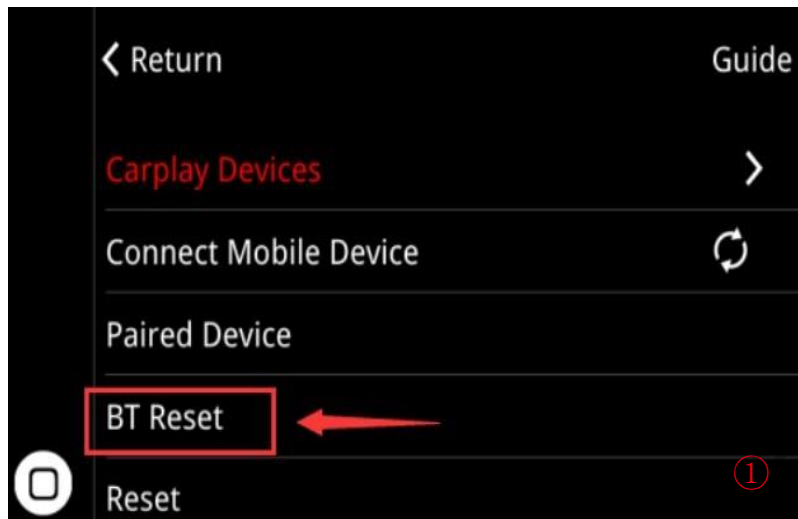 Return
Guide
Carplay Devices
Connect Mobile Device
Paired Device
BT Reset
①
Reset